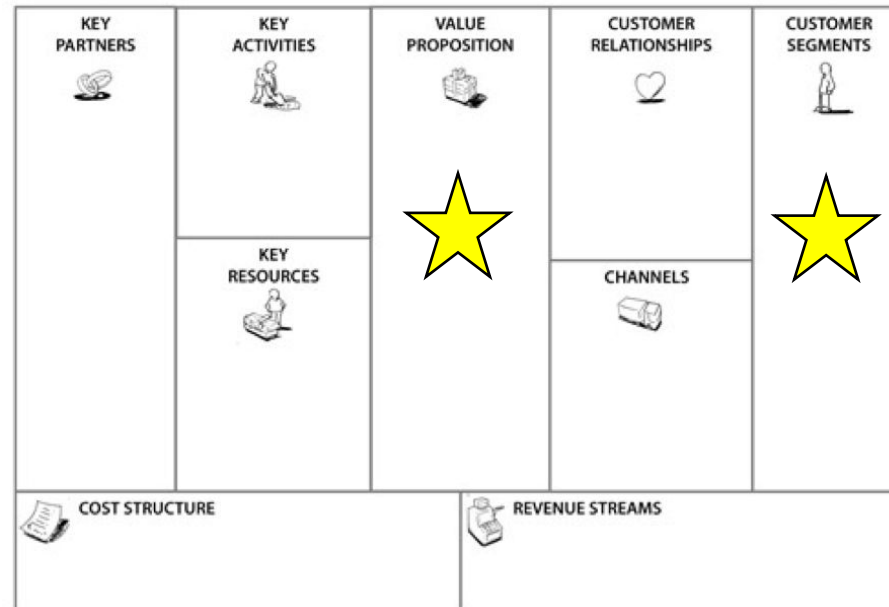 KEY
PARTNERS
KEY
ACTIVITIES
VALUE
PROPOSITION
CUSTOMER
RELATIONSHIPS
CUSTOMER
SEGMENTS
KEY
RESOURCES
CHANNELS
COST STRUCTURE
REVENUE STREAMS